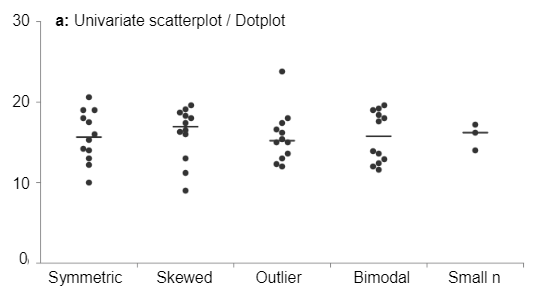 30
a: Univariate scatterplot / Dotplot
20
10
0
Symmetric Skewed Outlier Bimodal Small n